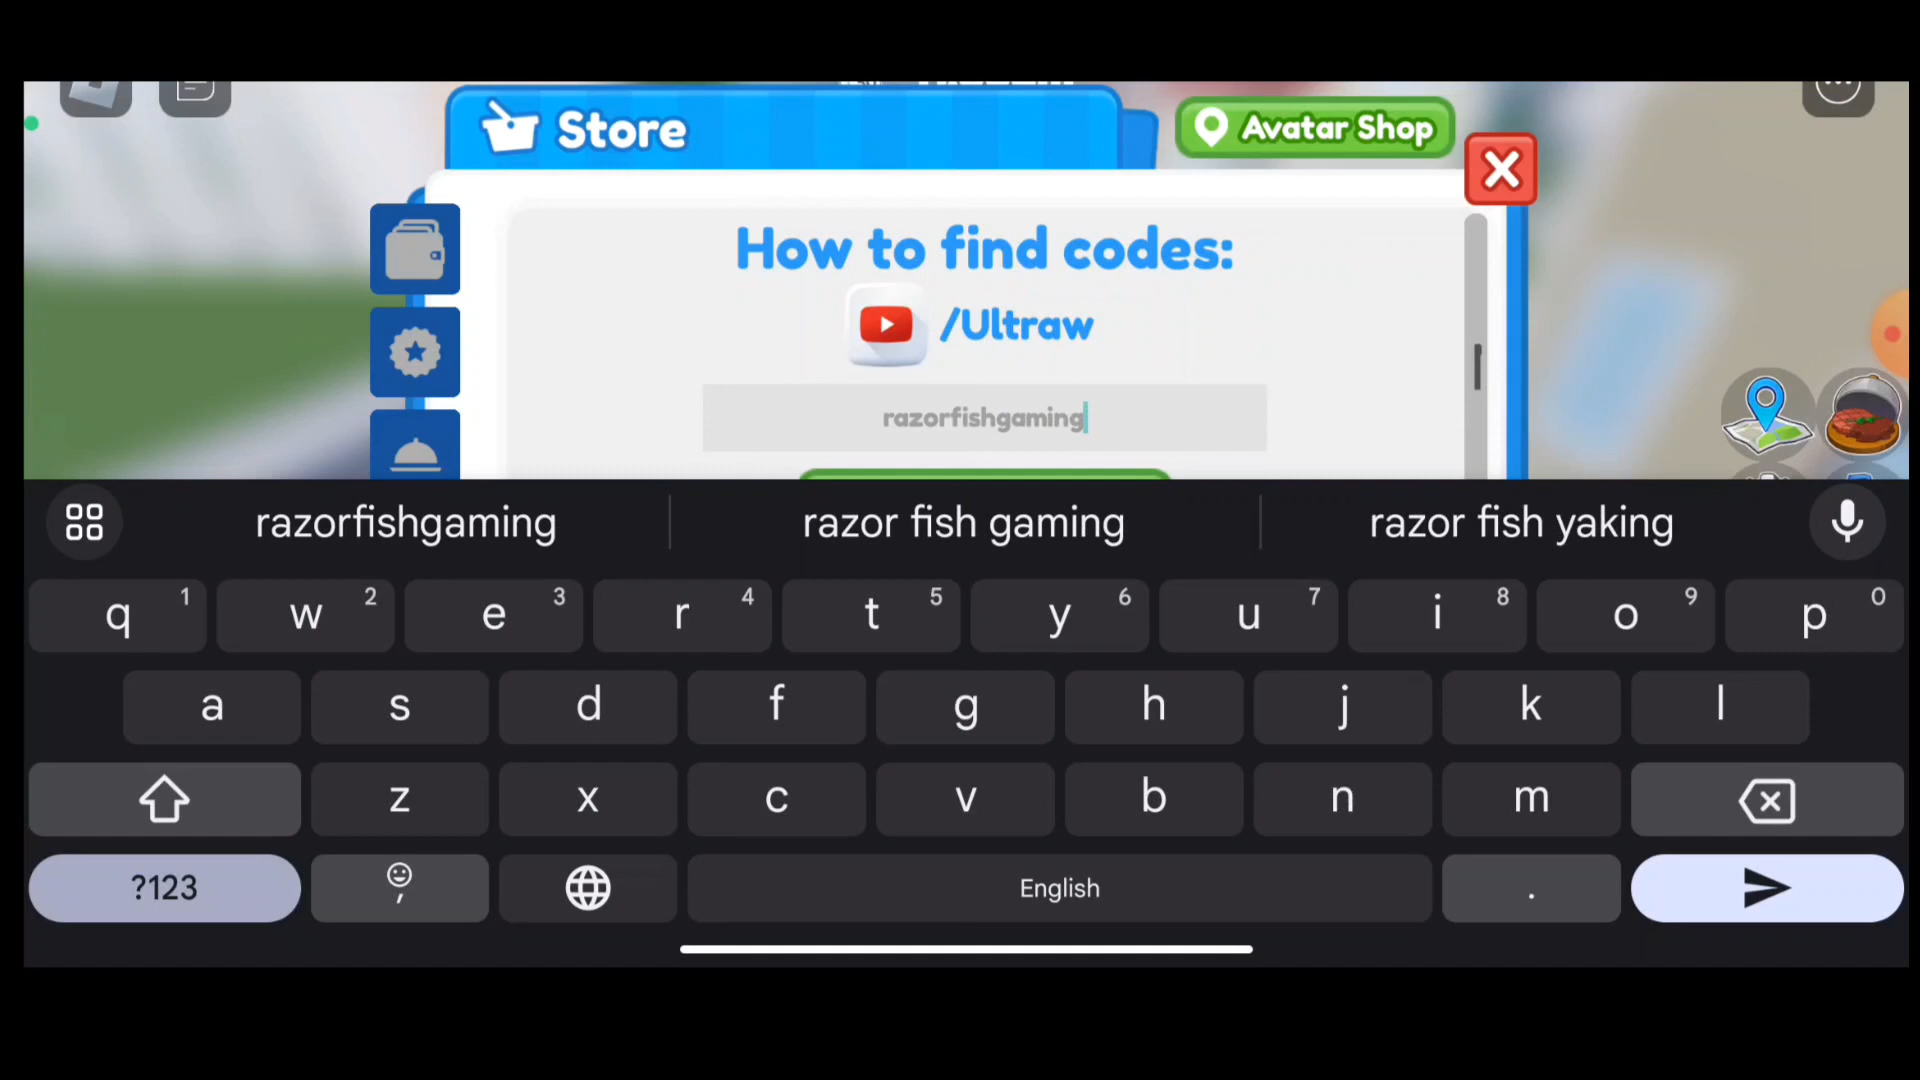 Store
Avatar Shop
How to find codes:
/Ultraw
razorfishgaming
razorfishgaming
razor fish gaming
razor fish yaking
q 1 w 2 e 3 r 4 t 5 y 6 u 7 i 8 o 9 p 0
a s d f g h j k l
z x c v b n m
?123 , English .